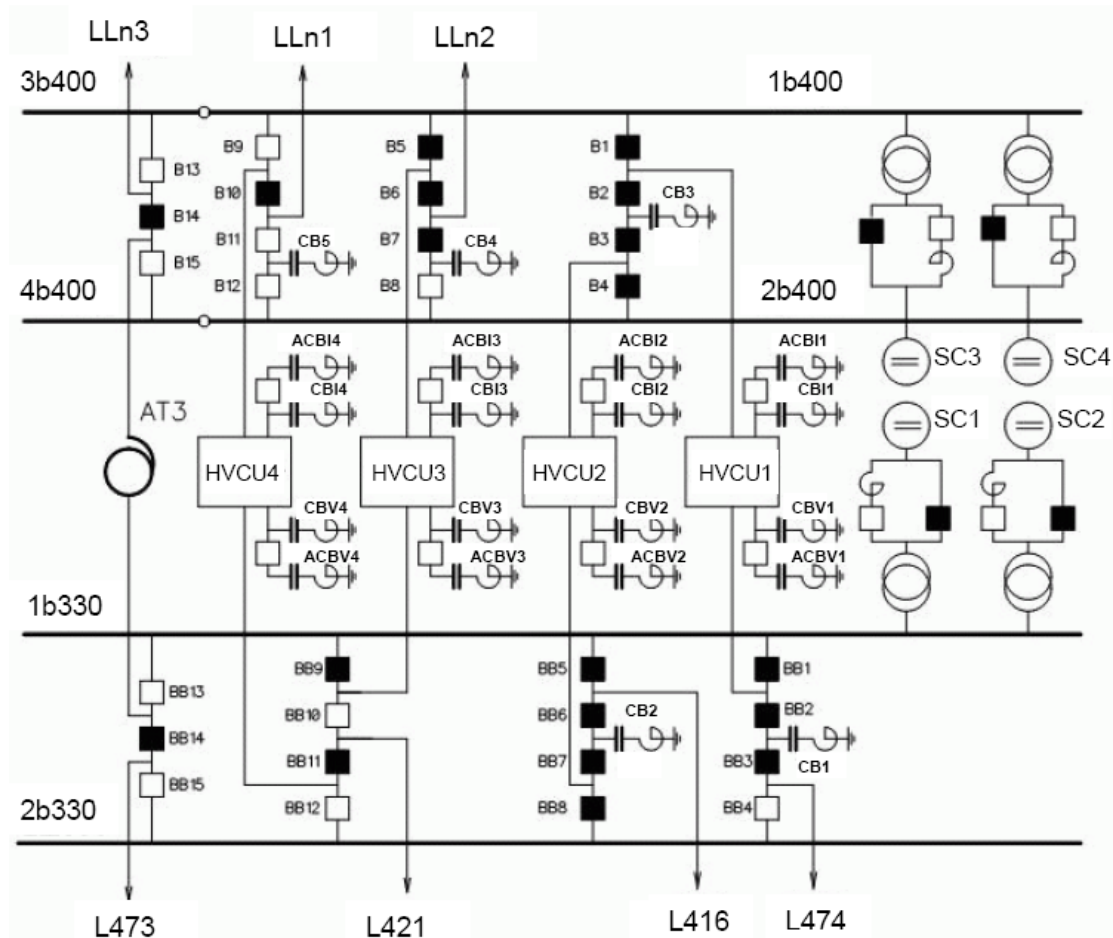 LLn3 LLn1 LLn2
3b400 1b400
B9 B5 B1
B13
B10 B6 B2 CB3
B14
B11 CB5 B7 CB4 B3
B15
B12 B8 B4
4b400 2b400
ACBI4 ACBI3 ACBI2 ACBI1
SC3 SC4
CBI4 CBI3 CBI2 CBI1
AT3
SC1 SC2
HVCU4 HVCU3 HVCU2 HVCU1
CBV4 CBV3 CBV2 CBV1
ACBV4 ACBV3 ACBV2 ACBV1
1b330
BB9 BB5 BB1
BB13
BB10 BB6 CB2 BB2
BB14
BB11 BB7 BB3 CB1
BB15
BB12 BB8 BB4
2b330
L473 L421 L416 L474